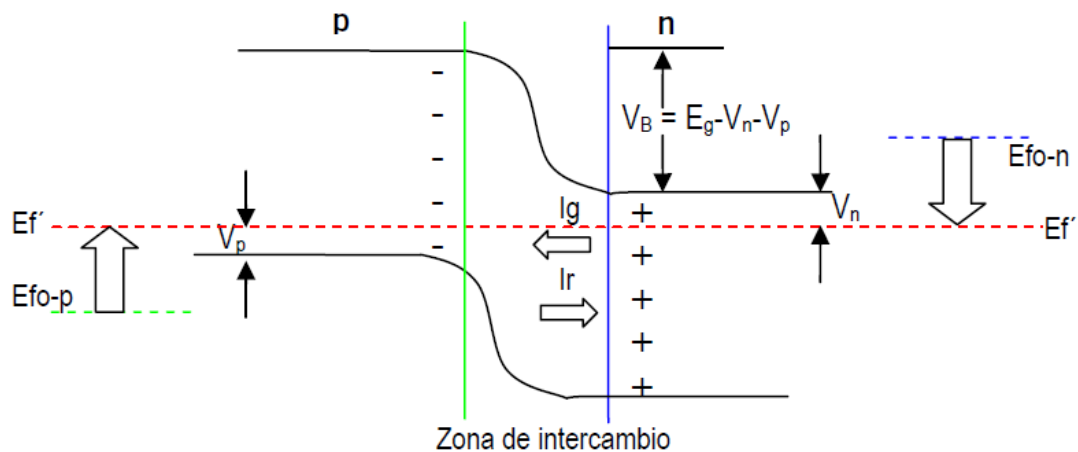 p
n
-
-
-
-
-
V_B = E_g-V_n-V_p
Efo-n
Ef´
V_p
Ig
+
V_n
Ef´
+
Efo-p
Ir
+
+
+
Zona de intercambio